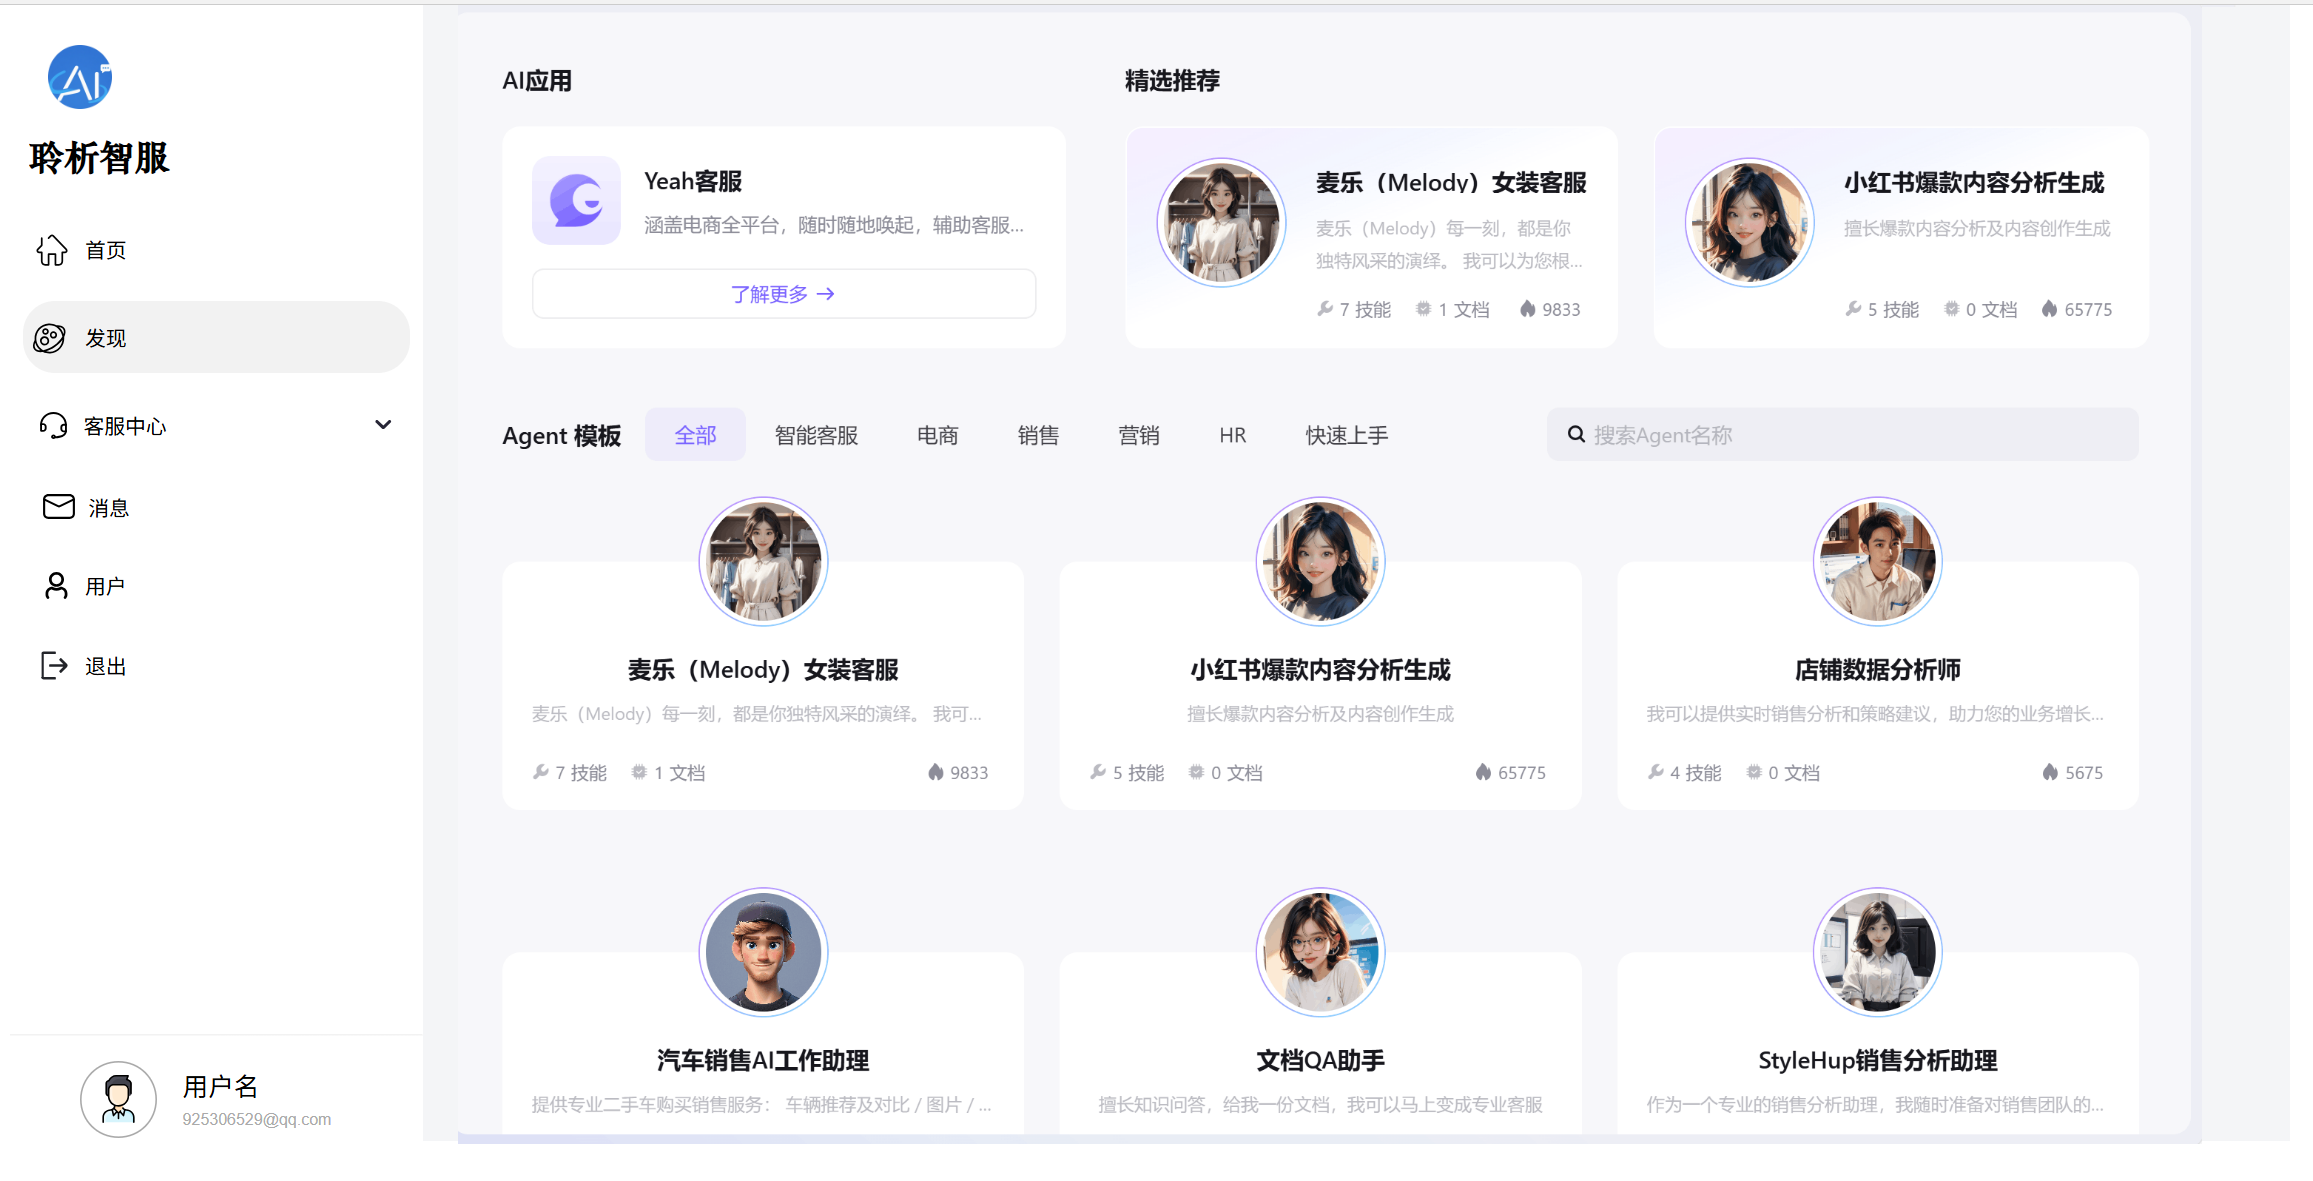 AI
聆析智服
首页
发现
客服中心
消息
用户
退出
用户名
925306529@qq.com
AI应用
Yeah客服
涵盖电商全平台，随时随地唤起，辅助客服...
了解更多 →
精选推荐
麦乐（Melody）女装客服
麦乐（Melody）每一刻，都是你
独特风采的演绎。 我可以为您根...
7 技能 1 文档 9833
小红书爆款内容分析生成
擅长爆款内容分析及内容创作生成
5 技能 0 文档 65775
Agent 模板 全部 智能客服 电商 销售 营销 HR 快速上手 搜索Agent名称
麦乐（Melody）女装客服
麦乐（Melody）每一刻，都是你独特风采的演绎。 我可...
7 技能 1 文档 9833
小红书爆款内容分析生成
擅长爆款内容分析及内容创作生成
5 技能 0 文档 65775
店铺数据分析师
我可以提供实时销售分析和策略建议，助力您的业务增长...
4 技能 0 文档 5675
汽车销售AI工作助理
提供专业二手车购买销售服务： 车辆推荐及对比 / 图片 / ...
文档QA助手
擅长知识问答，给我一份文档，我可以马上变成专业客服
StyleHup销售分析助理
作为一个专业的销售分析助理，我随时准备对销售团队的...